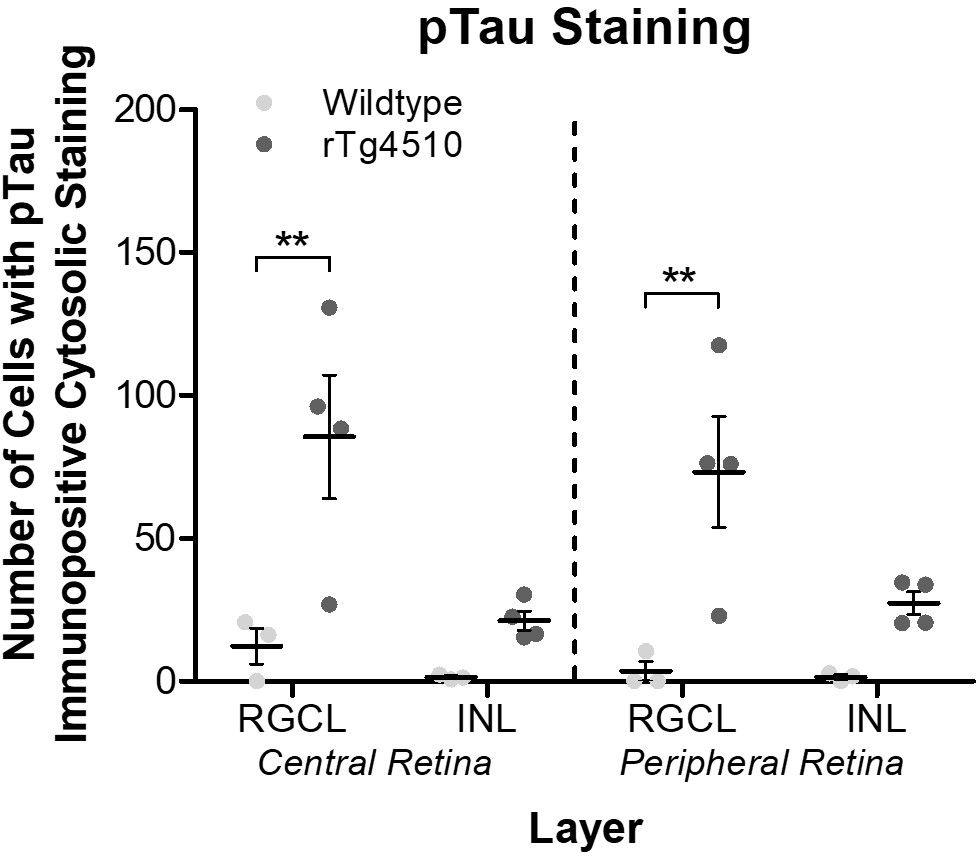 pTau Staining
Number of Cells with pTau
Immunopositive Cytosolic Staining
200
150
100
50
0
Wildtype
rTg4510
**
**
RGCL INL RGCL INL
Central Retina Peripheral Retina
Layer